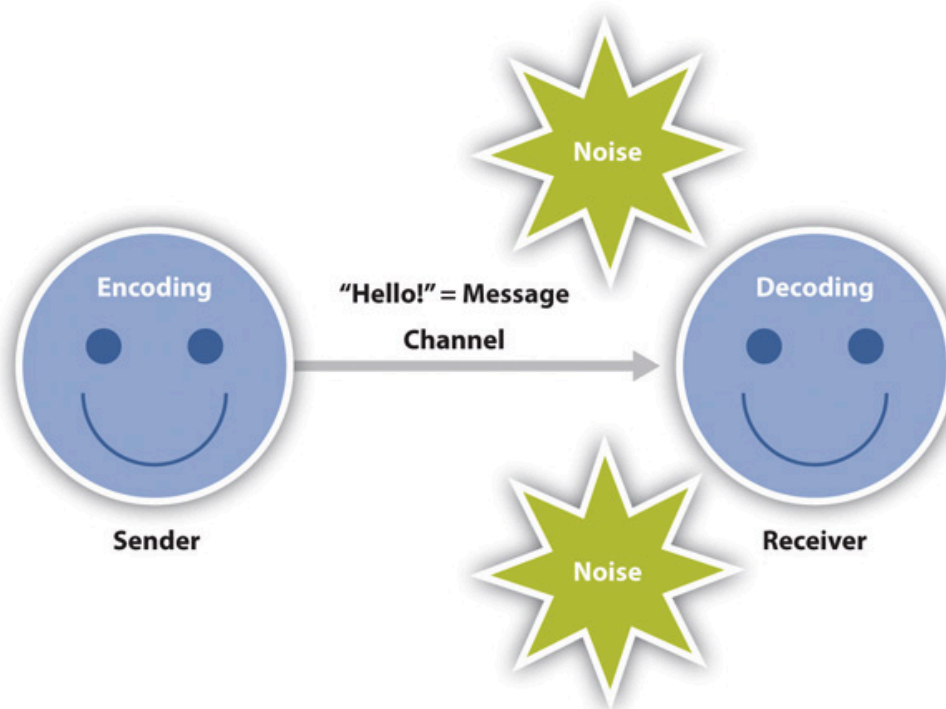 Noise
Encoding
“Hello!” = Message
Channel
Decoding
Sender
Receiver
Noise